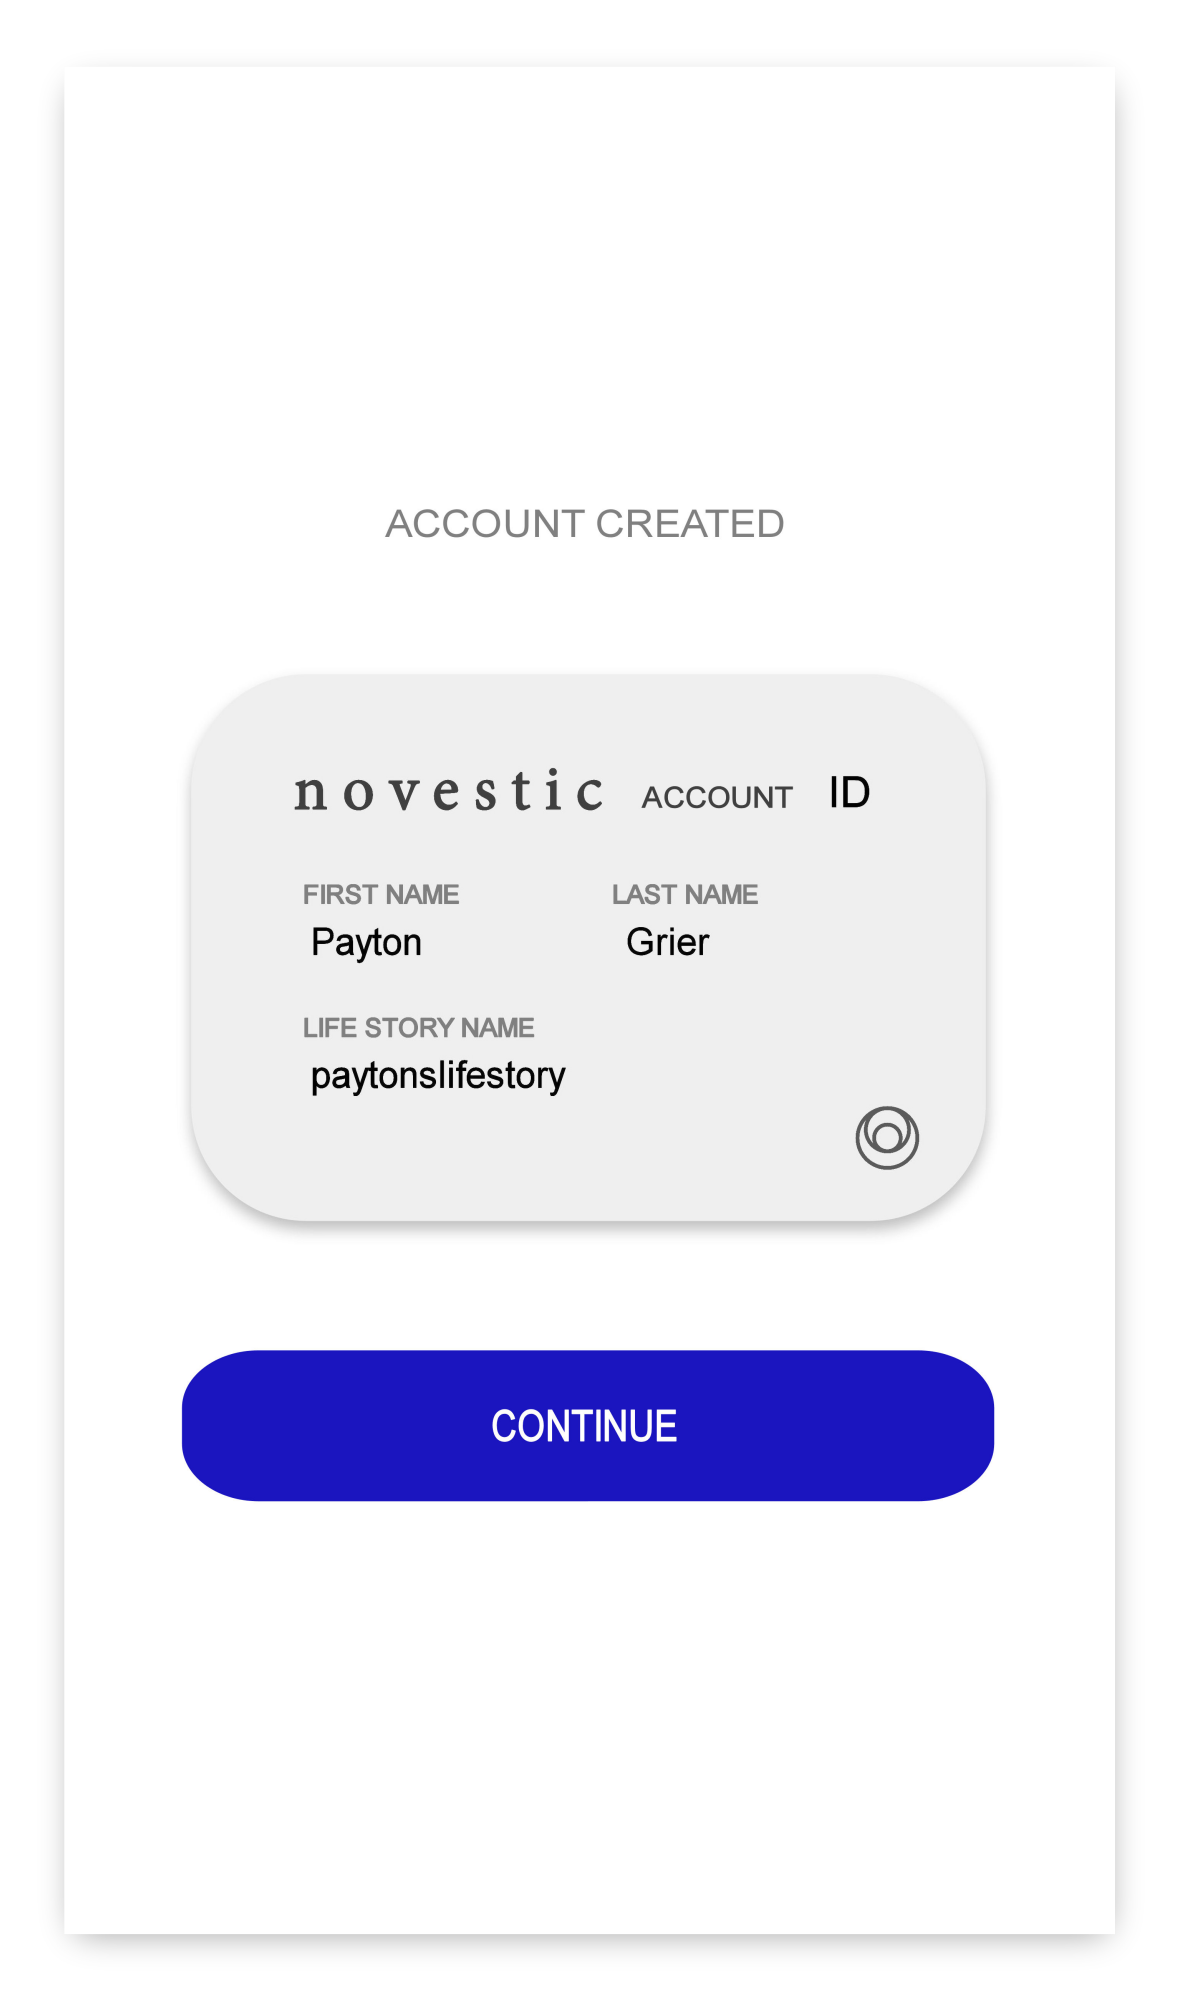 ACCOUNT CREATED
novestic ACCOUNT ID
FIRST NAME LAST NAME
Payton Grier
LIFE STORY NAME
paytonslifestory
CONTINUE